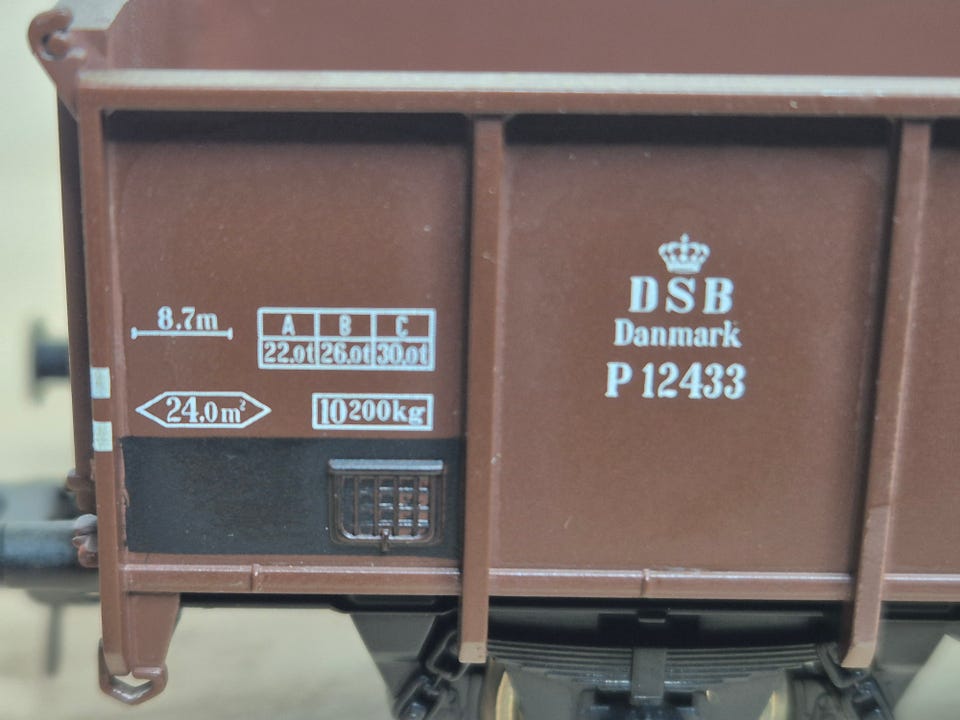 8.7m
A B C
22.0t 26.0t 30.0t
24.0m²
10200kg
DSB
Danmark
P 12433